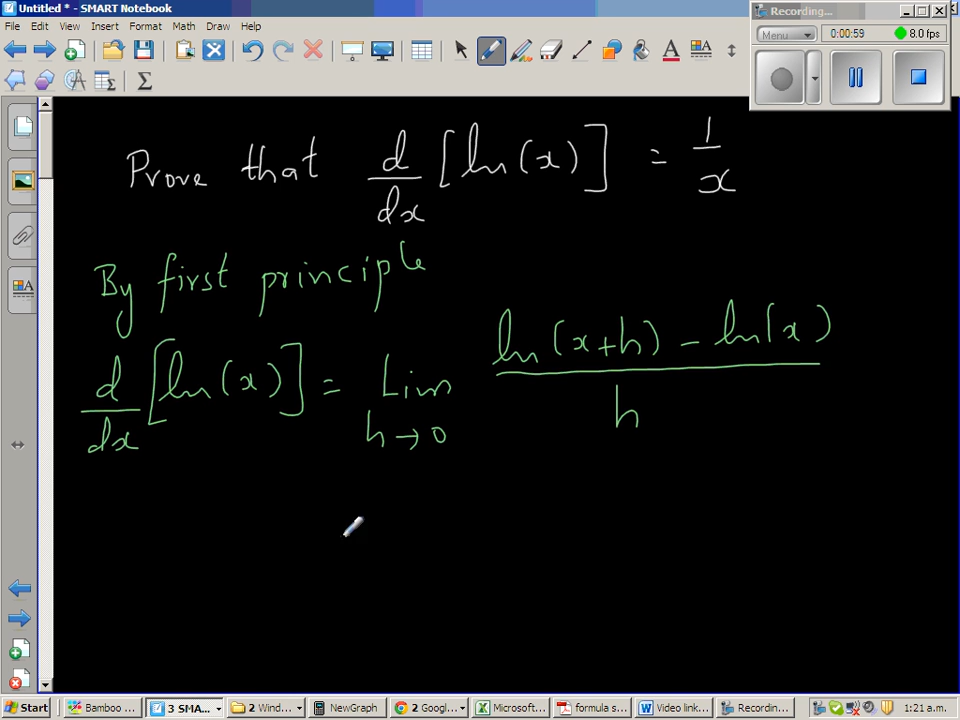 Untitled * - SMART Notebook
Recording...
File Edit View Insert Format Math Draw Help
Menu 0:00:59 8.0 fps
Prove that d/dx [ln(x)] = 1/x
By first principle
d/dx [ln(x)] = Lim h→0 (ln(x+h) - ln(x))/h
Start Bamboo ... 3 SMA... 2 Wind... NewGraph 2 Googl... Microsoft... formula s... Video link... Recordin... 1:21 a.m.